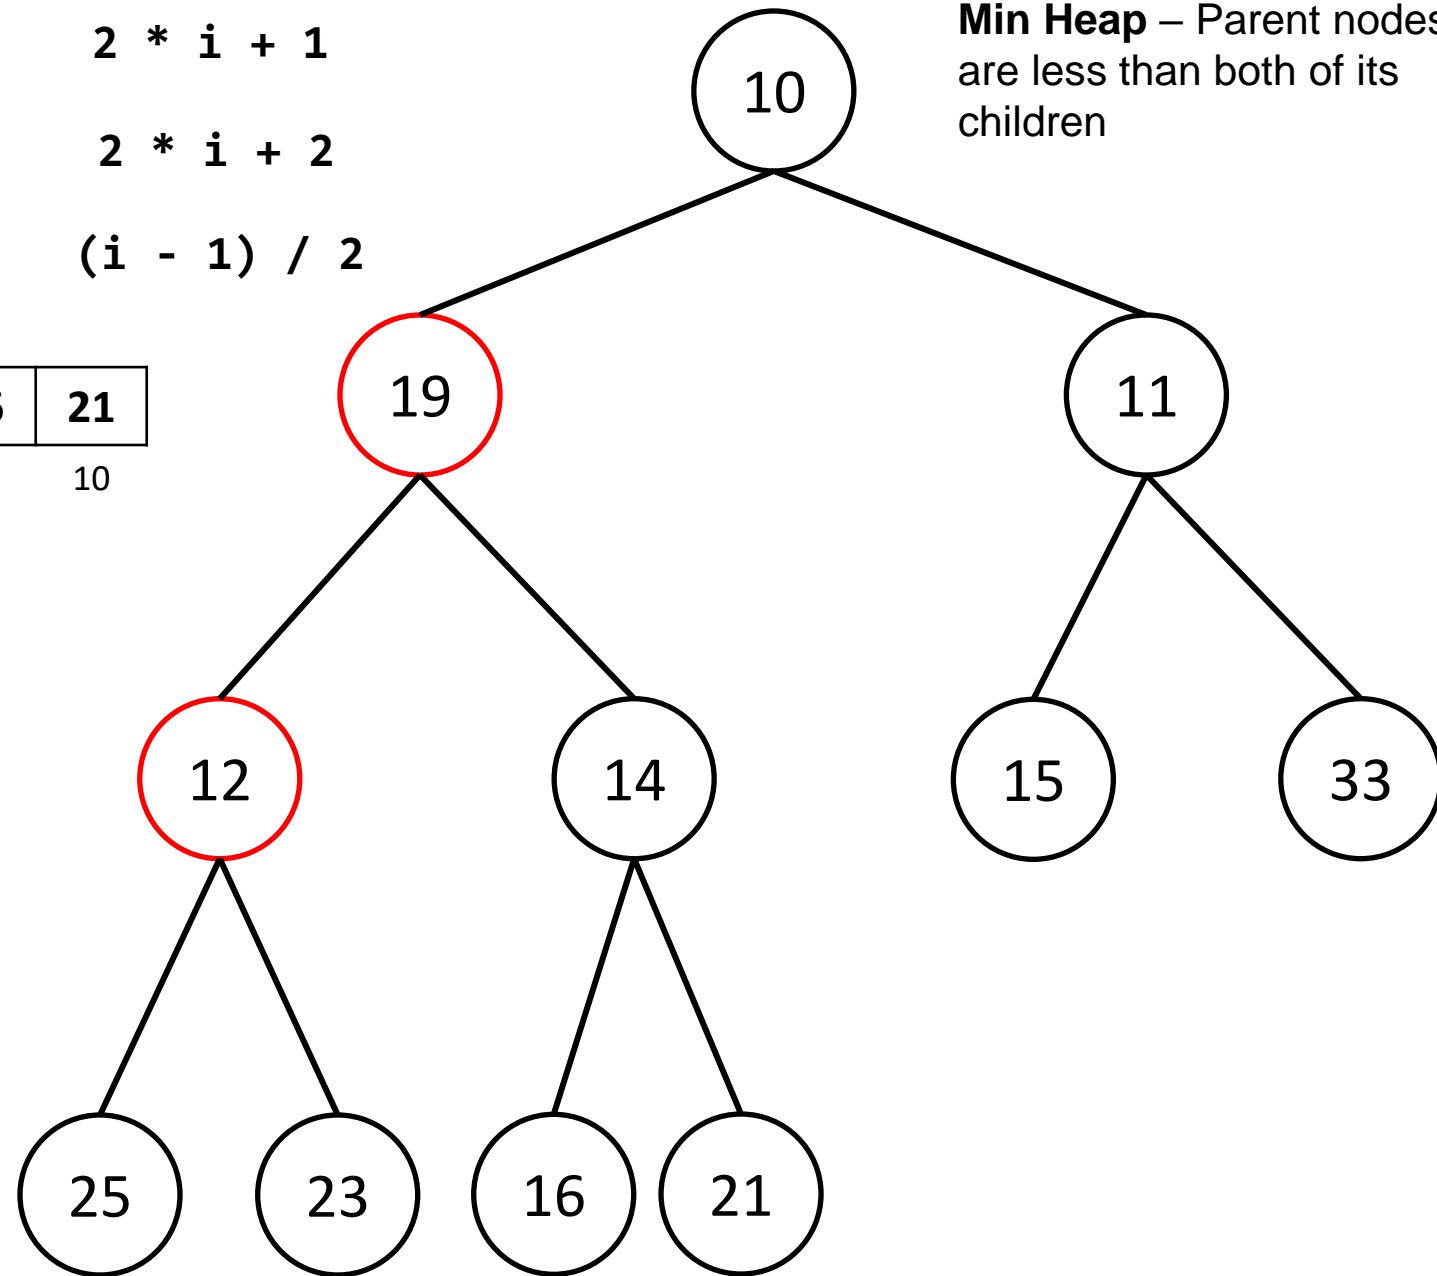 2 * i + 1
2 * i + 2
(i - 1) / 2
Min Heap – Parent nodes
are less than both of its
children
10
21
10
19
11
12
14
15
33
25
23
16
21